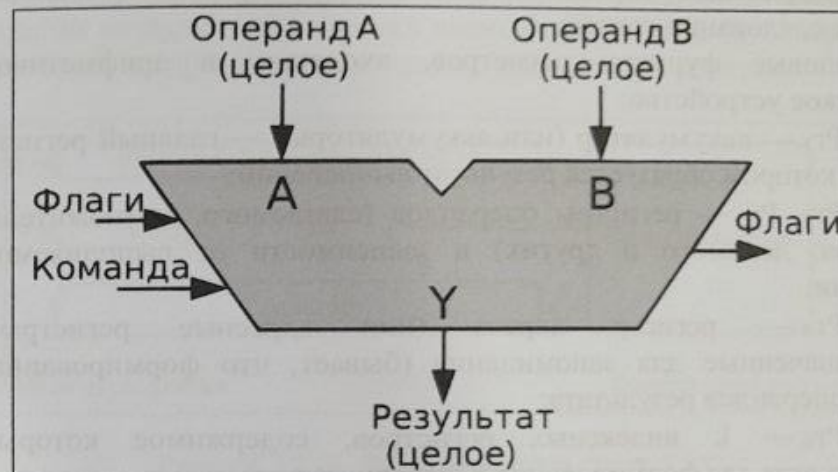 Операнд А
(целое)
Операнд В
(целое)
A
B
Флаги
Флаги
Команда
Y
Результат
(целое)